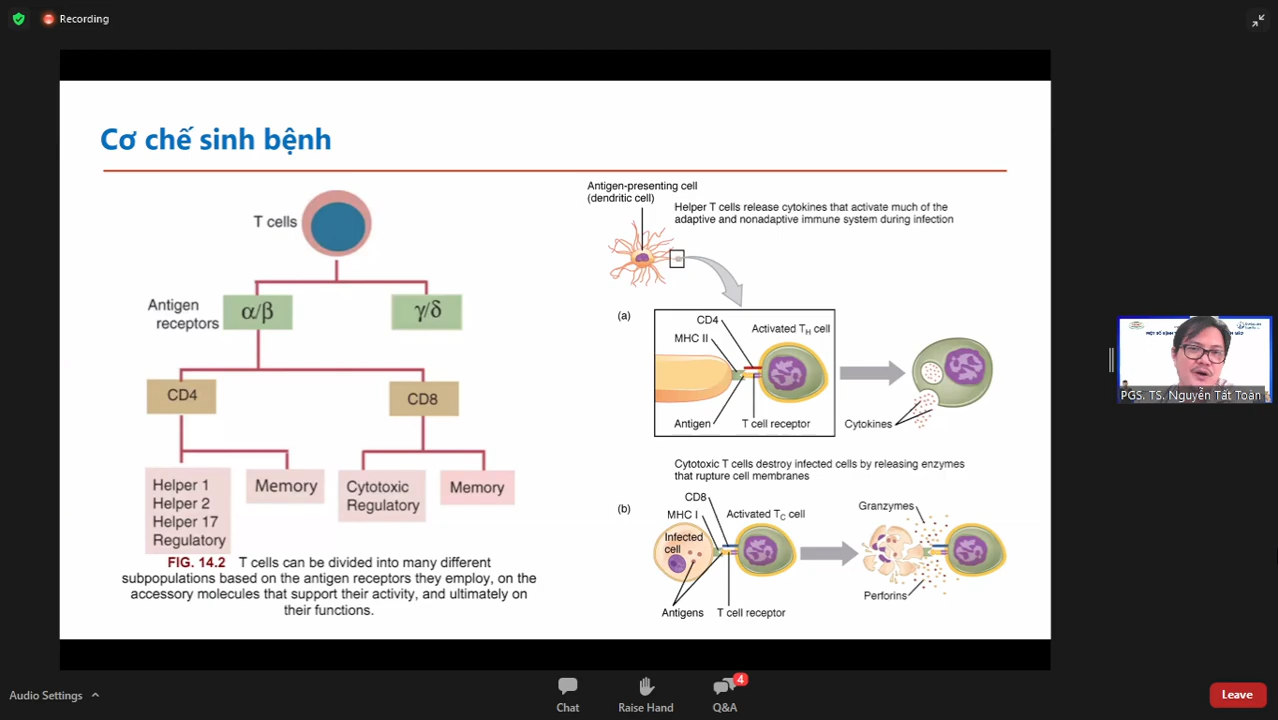 Recording
Cơ chế sinh bệnh
T cells
Antigen
receptors
α/β
γ/δ
CD4
CD8
Helper 1
Helper 2
Helper 17
Regulatory
Memory
Cytotoxic
Regulatory
Memory
FIG. 14.2 T cells can be divided into many different
subpopulations based on the antigen receptors they employ, on the
accessory molecules that support their activity, and ultimately on
their functions.
Antigen-presenting cell
(dendritic cell)
Helper T cells release cytokines that activate much of the
adaptive and nonadaptive immune system during infection
(a)
CD4
MHC II
Activated TH cell
Antigen
T cell receptor
Cytokines
Cytotoxic T cells destroy infected cells by releasing enzymes
that rupture cell membranes
(b)
CD8
MHC I
Activated TC cell
Infected
cell
Antigens
T cell receptor
Granzymes
Perforins
PGS. TS. Nguyễn Tất Toàn
Audio Settings
Chat
Raise Hand
4
Q&A
Leave